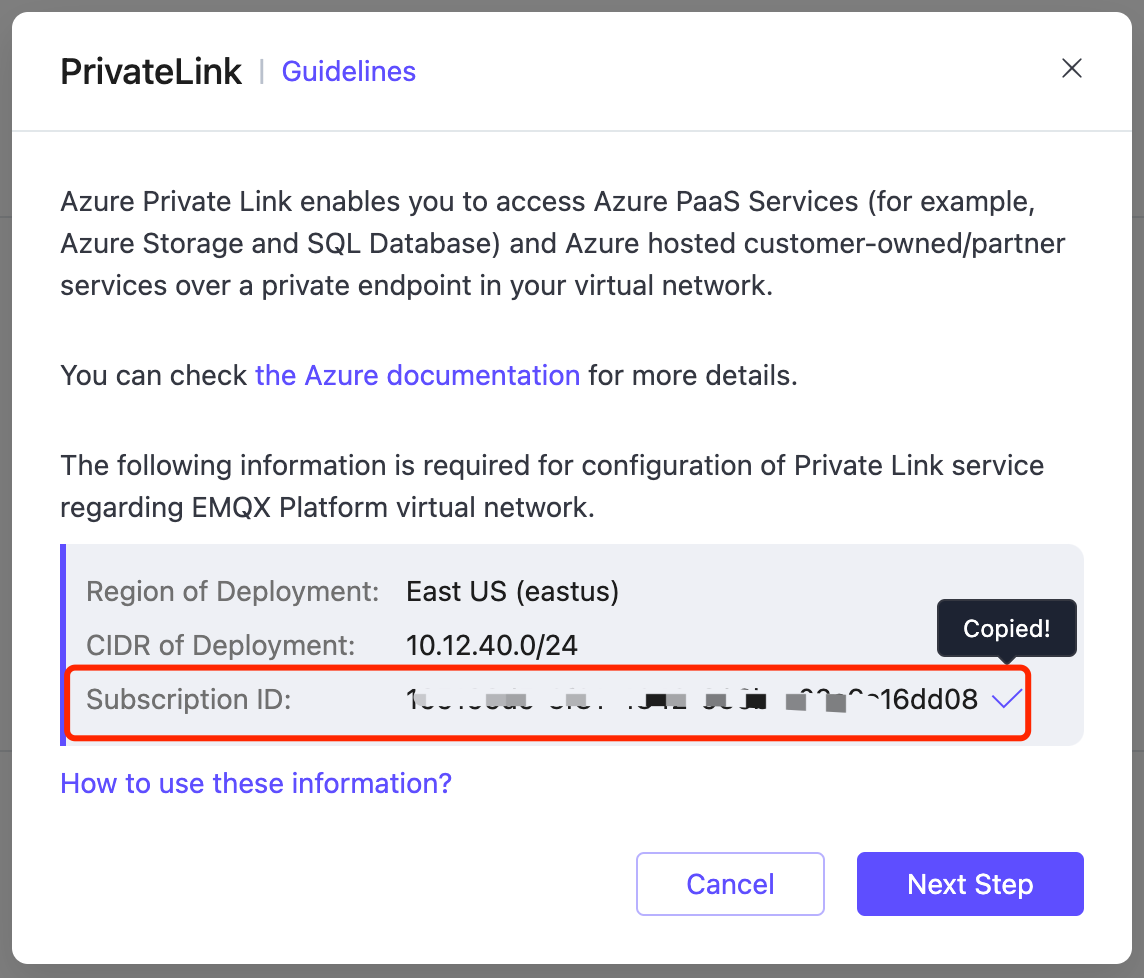 PrivateLink | Guidelines
Azure Private Link enables you to access Azure PaaS Services (for example,
Azure Storage and SQL Database) and Azure hosted customer-owned/partner
services over a private endpoint in your virtual network.
You can check the Azure documentation for more details.
The following information is required for configuration of Private Link service
regarding EMQX Platform virtual network.
Region of Deployment: East US (eastus)
Copied!
CIDR of Deployment: 10.12.40.0/24
Subscription ID:
How to use these information?
Cancel Next Step